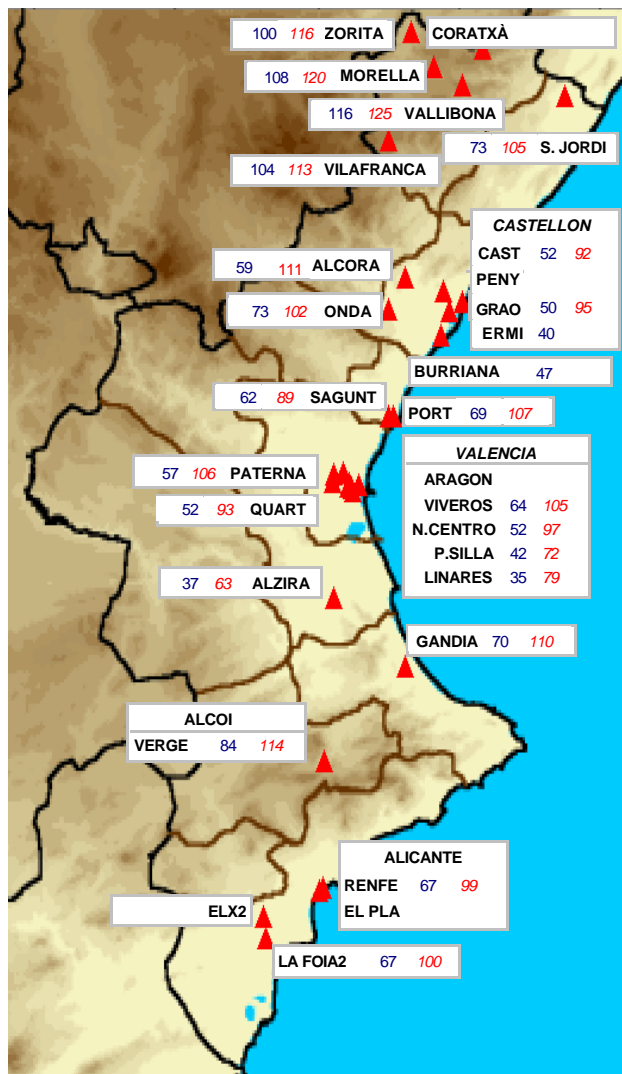 100 116 ZORITA
CORATXÀ
108 120 MORELLA
116 125 VALLIBONA
73 105 S. JORDI
104 113 VILAFRANCA
CASTELLON
CAST 52 92
PENY
GRAO 50 95
ERMI 40
59 111 ALCORA
73 102 ONDA
BURRIANA 47
62 89 SAGUNT
PORT 69 107
VALENCIA
ARAGON
VIVEROS 64 105
N.CENTRO 52 97
P.SILLA 42 72
LINARES 35 79
57 106 PATERNA
52 93 QUART
37 63 ALZIRA
GANDIA 70 110
ALCOI
VERGE 84 114
ALICANTE
RENFE 67 99
EL PLA
ELX2
LA FOIA2 67 100